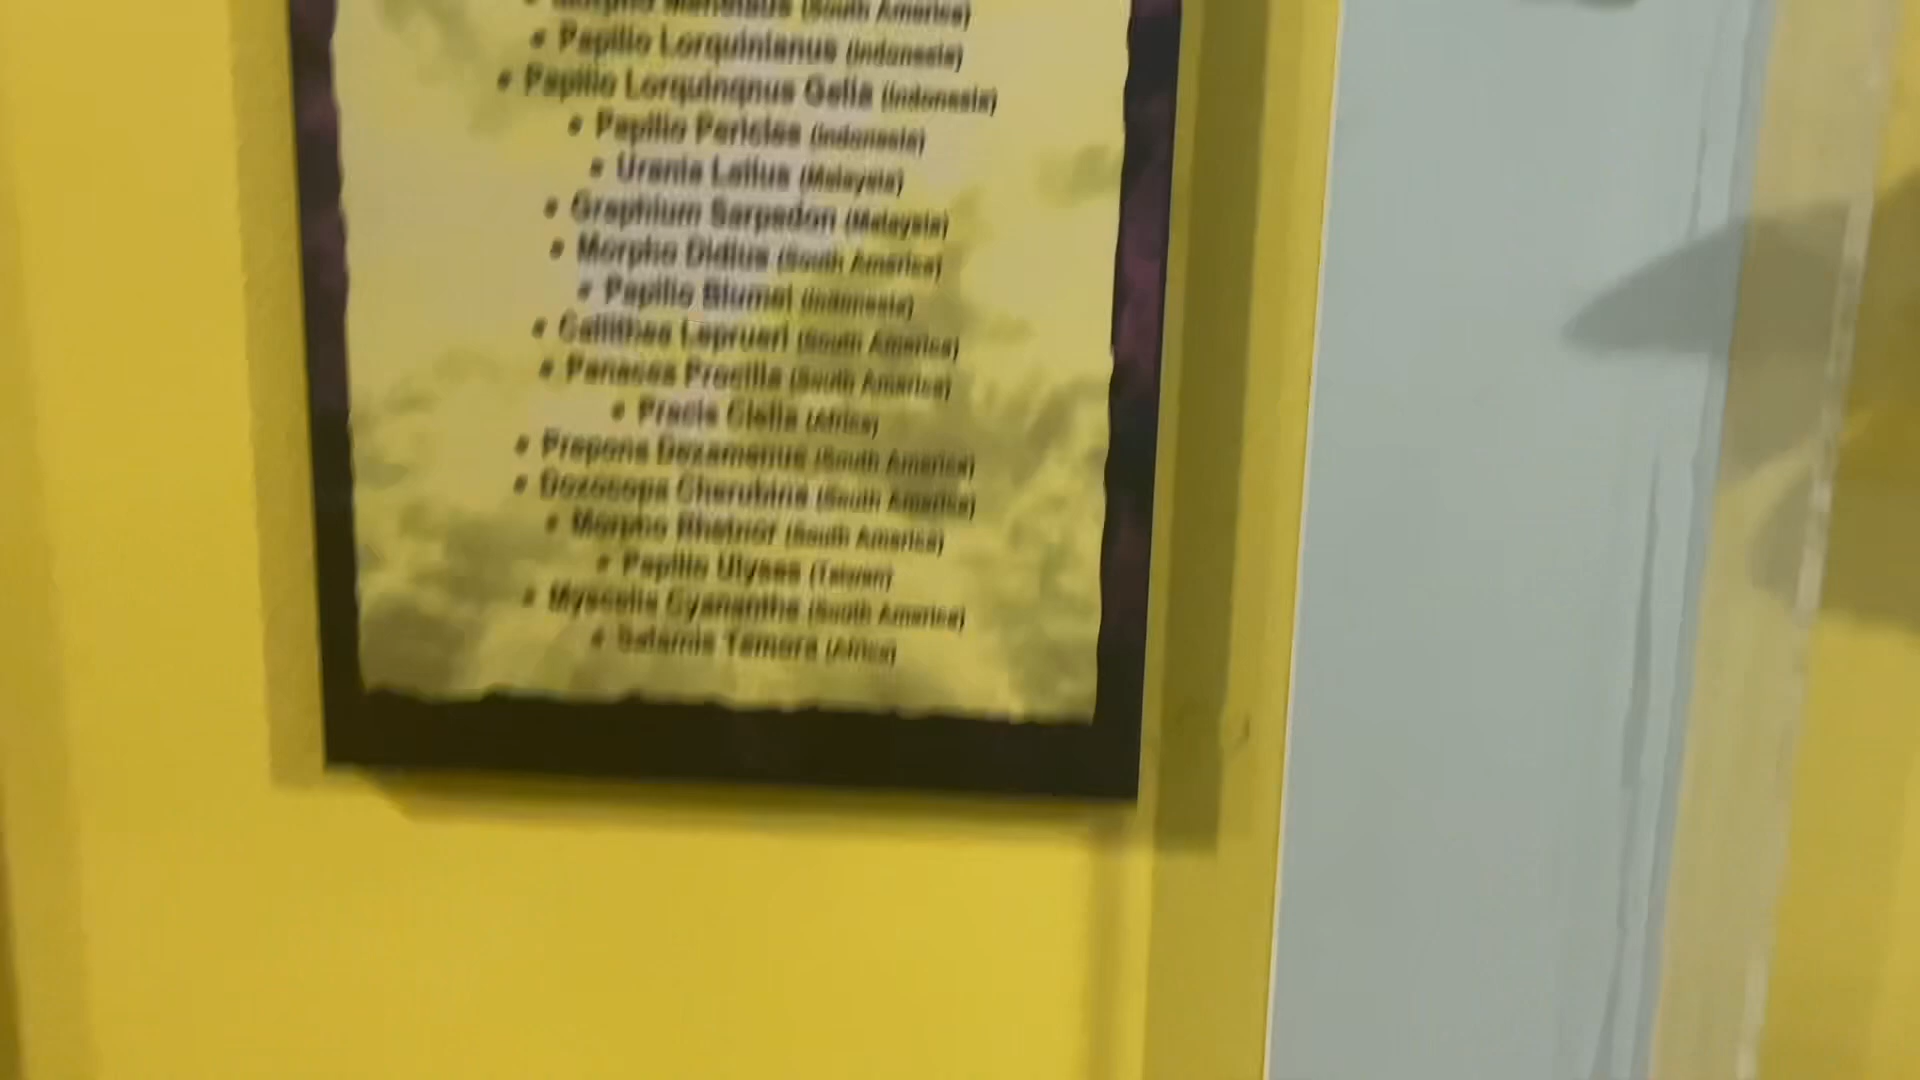 • Morpho Menelaus (South America)
• Papilio Lorquinianus (Indonesia)
• Papilio Lorquinqnus Gelia (Indonesia)
• Papilio Pericles (Indonesia)
• Urania Leilus (Malaysia)
• Graphium Sarpedon (Malaysia)
• Morpho Didius (South America)
• Papilio Blumei (Indonesia)
• Callithea Leprueri (South America)
• Panacea Procilla (South America)
• Precis Clelia (Africa)
• Prepona Dexamenus (South America)
• Dozocopa Cherubina (South America)
• Morpho Rhetnor (South America)
• Papilio Ulyses (Taiwan)
• Myscelia Cyanantha (South America)
• Salamis Temora (Africa)